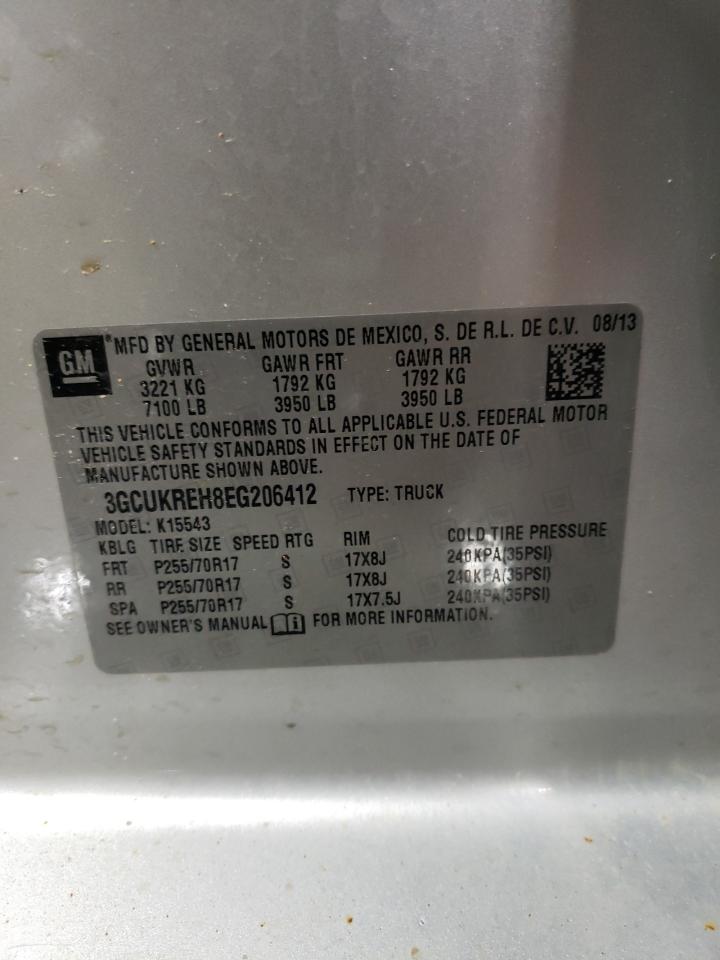 GM
®MFD BY GENERAL MOTORS DE MEXICO, S. DE R.L. DE C.V. 08/13
GVWR GAWR FRT GAWR RR
3221 KG 1792 KG 1792 KG
7100 LB 3950 LB 3950 LB
THIS VEHICLE CONFORMS TO ALL APPLICABLE U.S. FEDERAL MOTOR
VEHICLE SAFETY STANDARDS IN EFFECT ON THE DATE OF
MANUFACTURE SHOWN ABOVE.
3GCUKREH8EG206412 TYPE: TRUCK
MODEL: K15543
KBLG TIRE SIZE SPEED RTG RIM COLD TIRE PRESSURE
FRT P255/70R17 S 17X8J 240KPA(35PSI)
RR P255/70R17 S 17X8J 240KPA(35PSI)
SPA P255/70R17 S 17X7.5J 240KPA(35PSI)
SEE OWNER'S MANUAL FOR MORE INFORMATION.